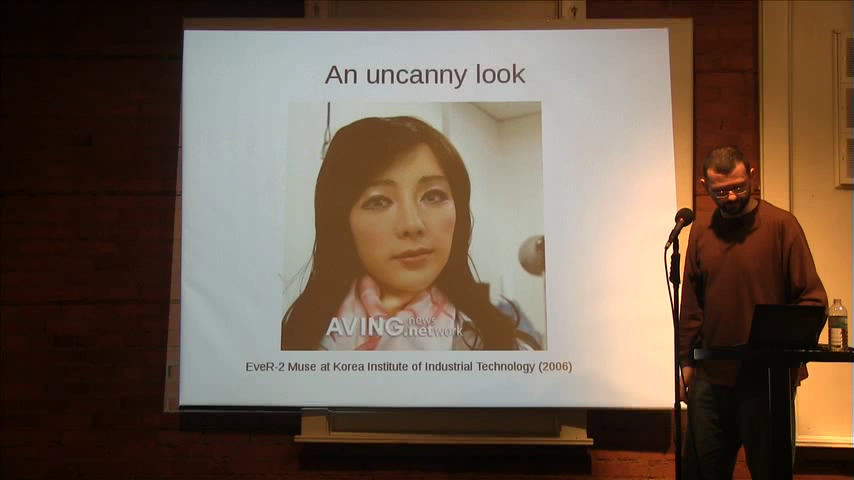 An uncanny look
AVING news
.network
EveR-2 Muse at Korea Institute of Industrial Technology (2006)